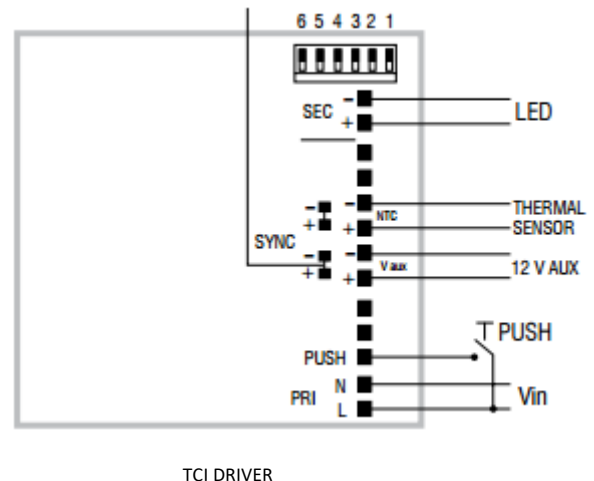 6 5 4 3 2 1
SEC - LED
+
- THERMAL
NTC
- + + SENSOR
SYNC
- - 12 V AUX
V aux
+ +
T PUSH
PUSH
N
PRI Vin
L
TCI DRIVER